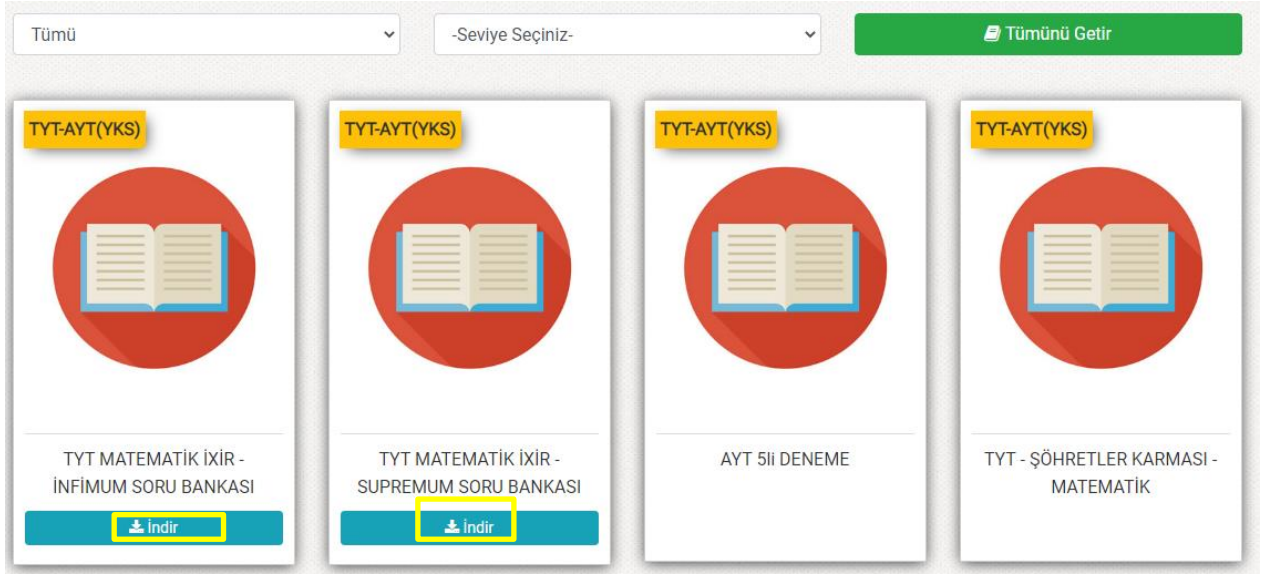 Tümü
-Seviye Seçiniz-
Tümünü Getir
TYT-AYT(YKS)
TYT MATEMATİK İXİR -
İNFİMUM SORU BANKASI
İndir
TYT-AYT(YKS)
TYT MATEMATİK İXİR -
SUPREMUM SORU BANKASI
İndir
TYT-AYT(YKS)
AYT 5li DENEME
TYT-AYT(YKS)
TYT - ŞÖHRETLER KARMASI -
MATEMATİK